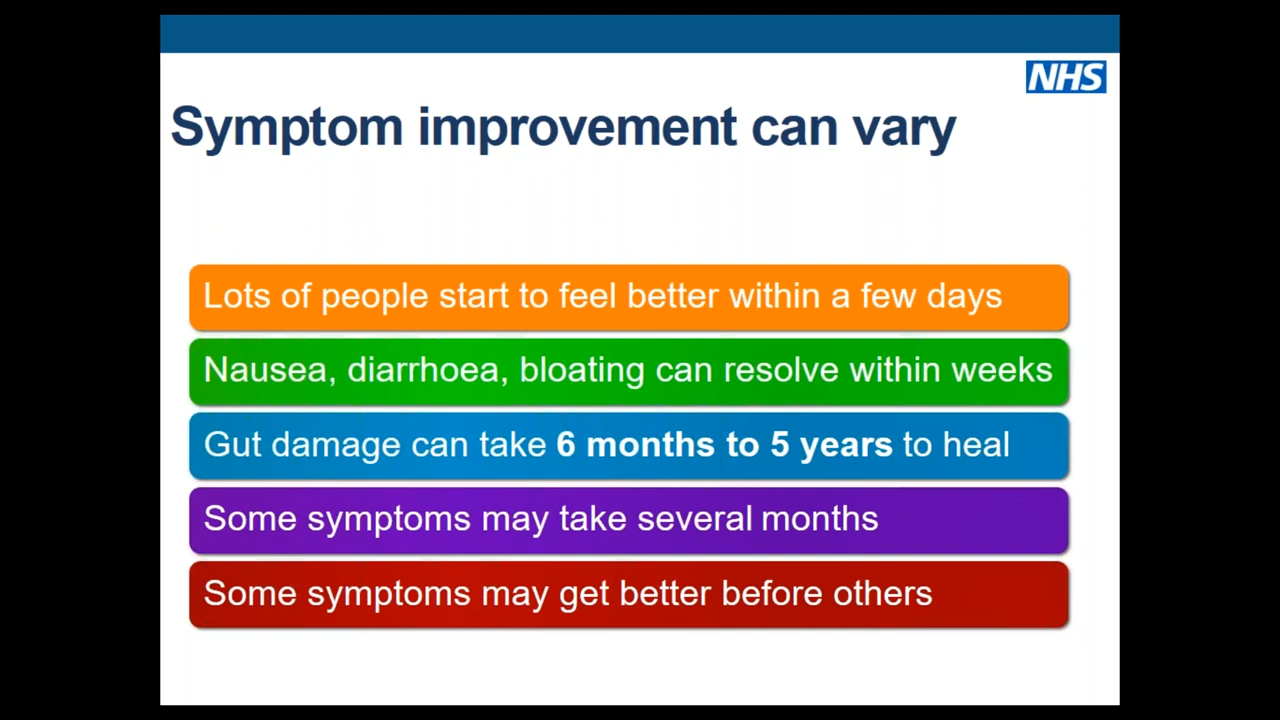 NHS
Symptom improvement can vary
Lots of people start to feel better within a few days
Nausea, diarrhoea, bloating can resolve within weeks
Gut damage can take 6 months to 5 years to heal
Some symptoms may take several months
Some symptoms may get better before others